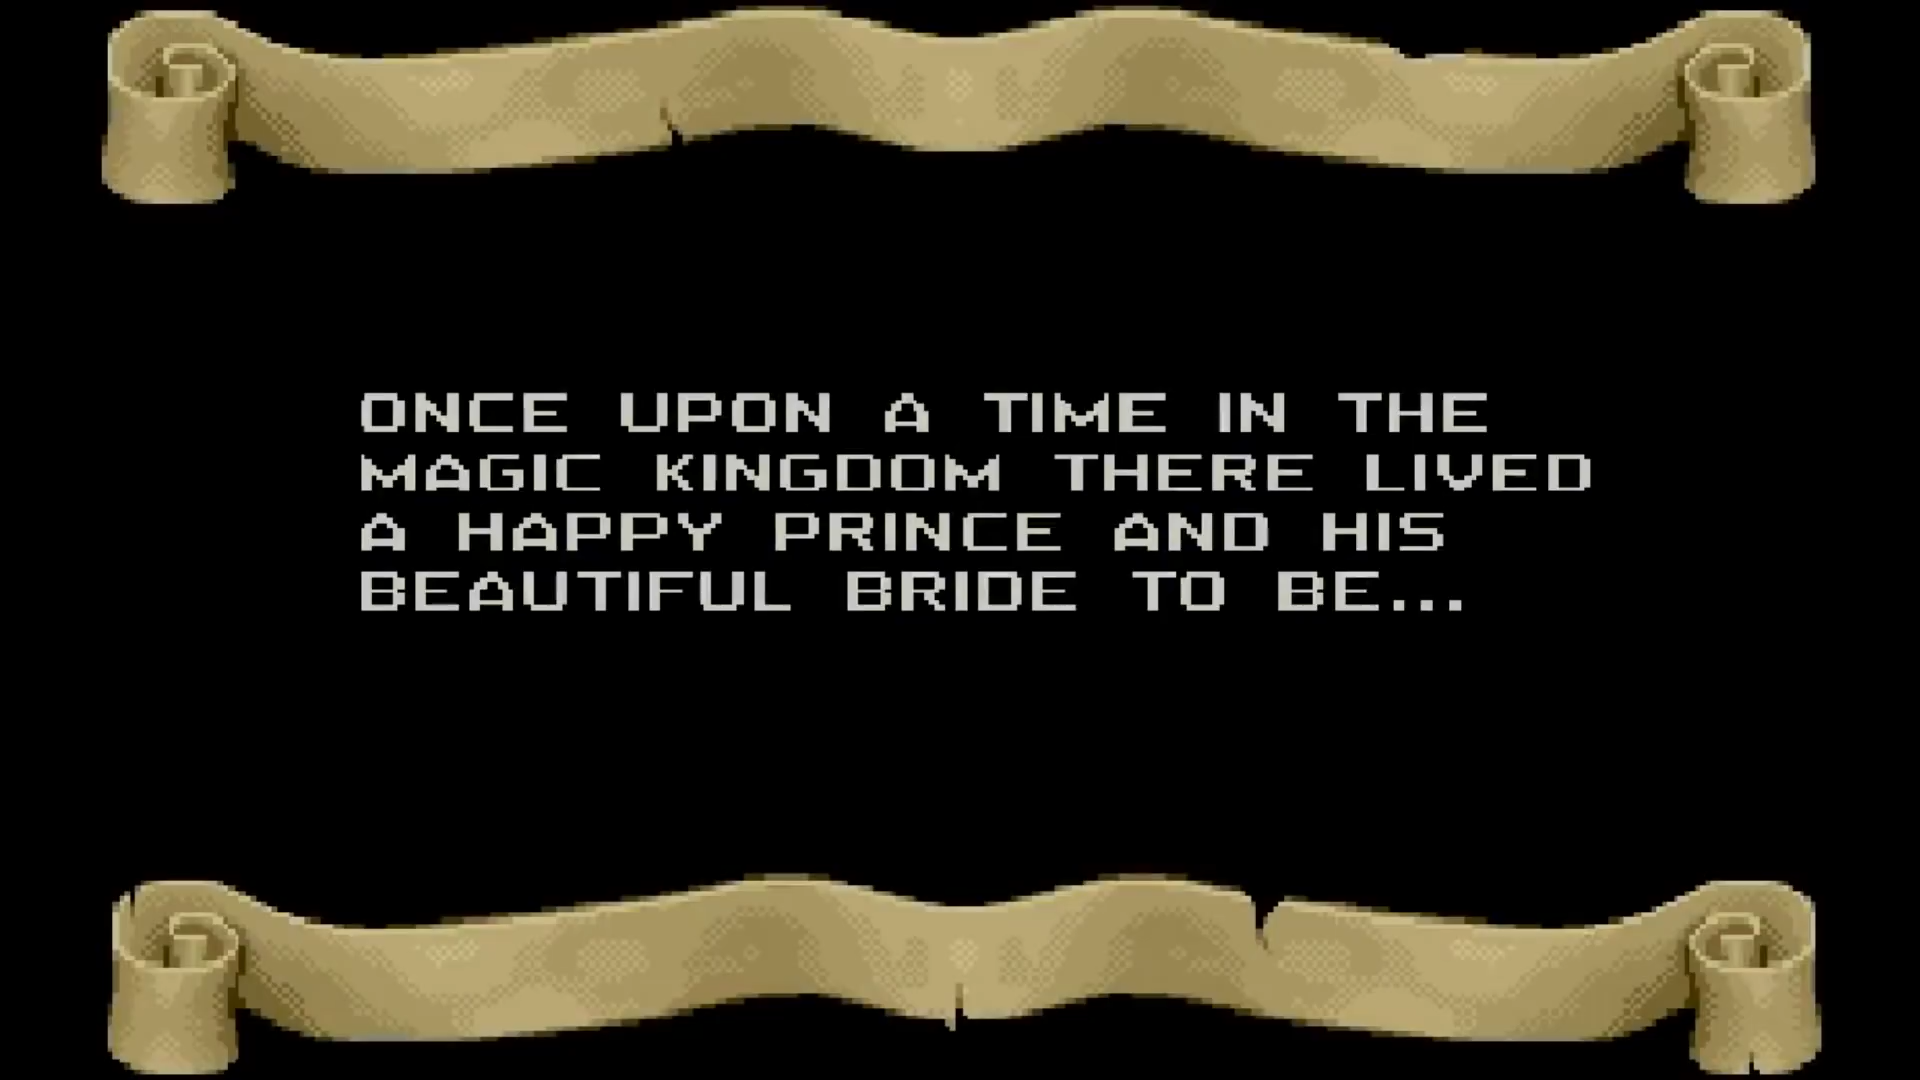 ONCE UPON A TIME IN THE
MAGIC KINGDOM THERE LIVED
A HAPPY PRINCE AND HIS
BEAUTIFUL BRIDE TO BE...